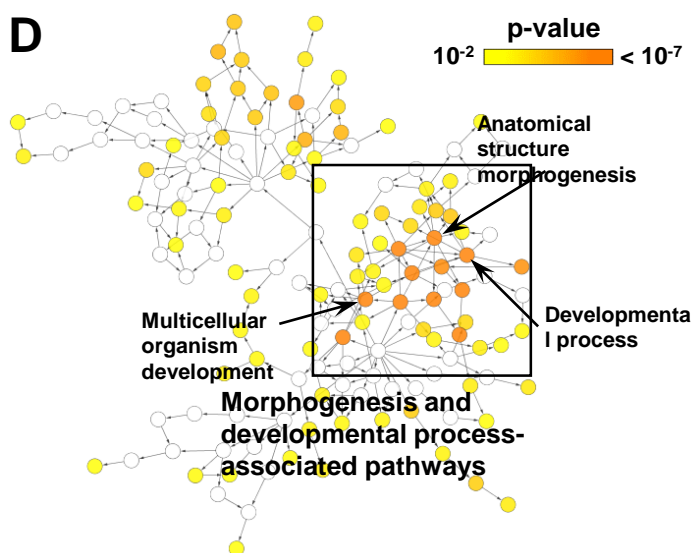 D
p-value
10-2 < 10-7
Anatomical
structure
morphogenesis
Multicellular
organism
development
Developmenta
l process
Morphogenesis and
developmental process-
associated pathways